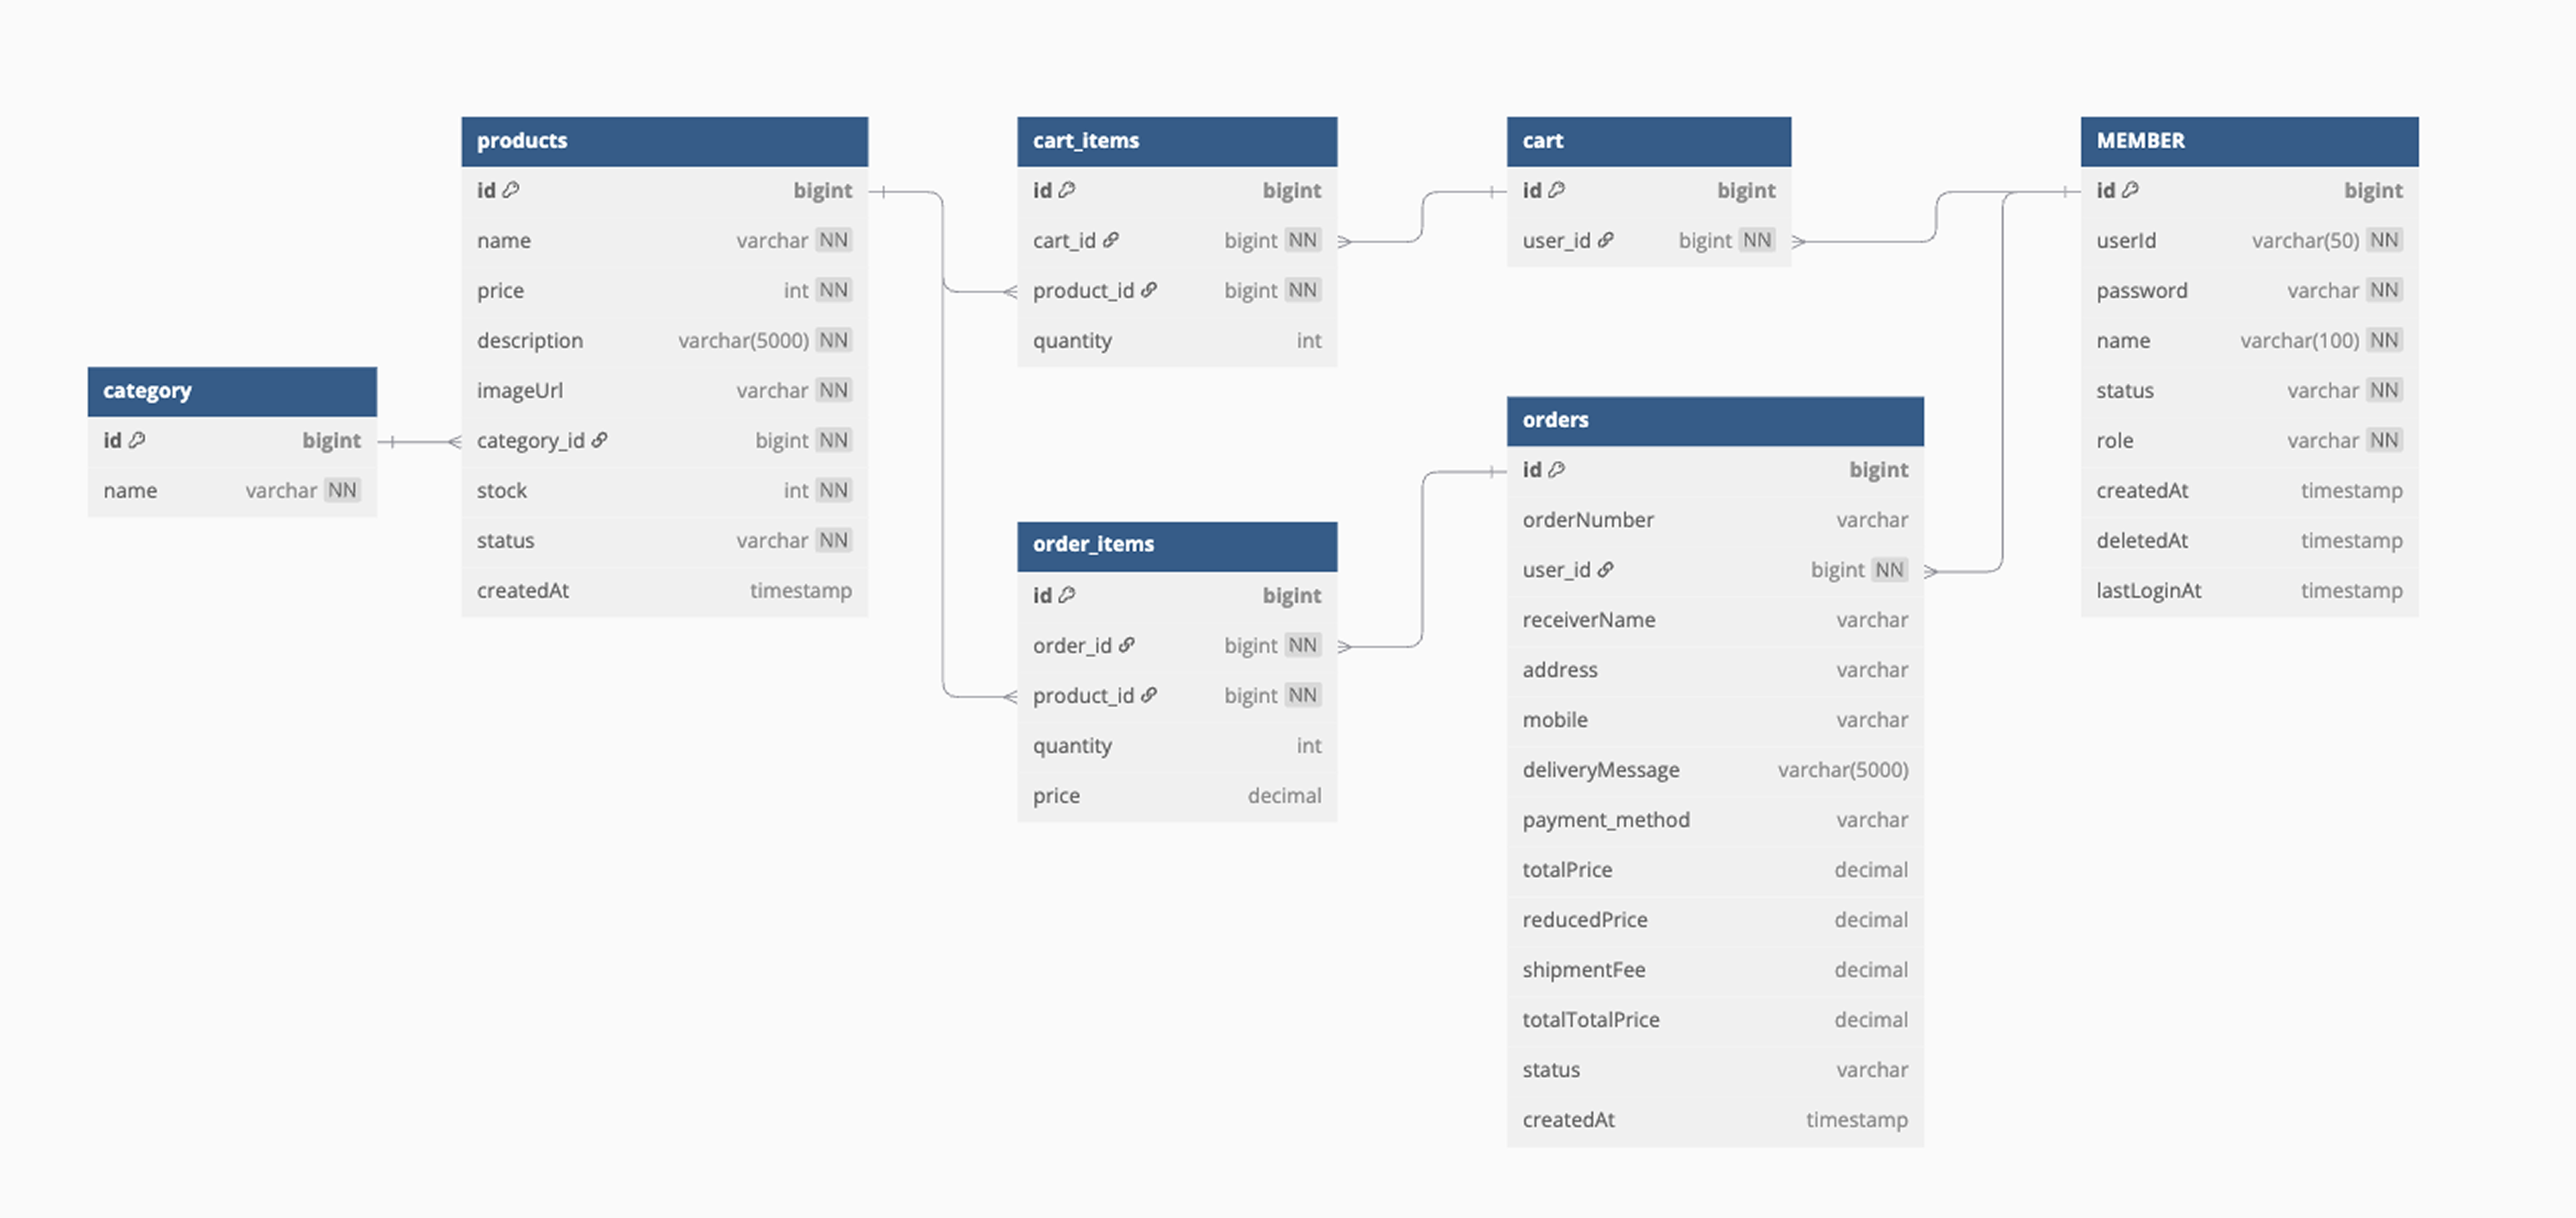 category
id bigint
name varchar NN
products
id bigint
name varchar NN
price int NN
description varchar(5000) NN
imageUrl varchar NN
category_id bigint NN
stock int NN
status varchar NN
createdAt timestamp
cart_items
id bigint
cart_id bigint NN
product_id bigint NN
quantity int
order_items
id bigint
order_id bigint NN
product_id bigint NN
quantity int
price decimal
cart
id bigint
user_id bigint NN
orders
id bigint
orderNumber varchar
user_id bigint NN
receiverName varchar
address varchar
mobile varchar
deliveryMessage varchar(5000)
payment_method varchar
totalPrice decimal
reducedPrice decimal
shipmentFee decimal
totalTotalPrice decimal
status varchar
createdAt timestamp
MEMBER
id bigint
userId varchar(50) NN
password varchar NN
name varchar(100) NN
status varchar NN
role varchar NN
createdAt timestamp
deletedAt timestamp
lastLoginAt timestamp